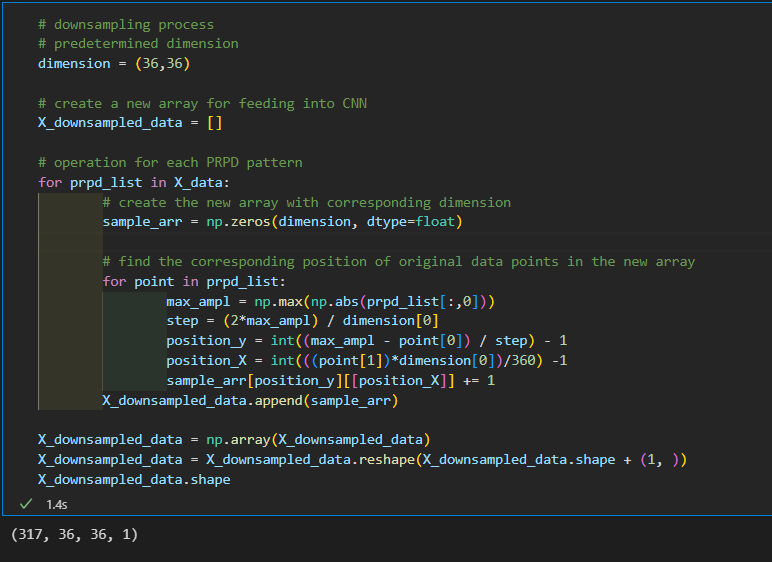 # downsampling process
# predetermined dimension
dimension = (36,36)
# create a new array for feeding into CNN
X_downsampled_data = []
# operation for each PRPD pattern
for prpd_list in X_data:
# create the new array with corresponding dimension
sample_arr = np.zeros(dimension, dtype=float)
# find the corresponding position of original data points in the new array
for point in prpd_list:
max_ampl = np.max(np.abs(prpd_list[:,0]))
step = (2*max_ampl) / dimension[0]
position_y = int((max_ampl - point[0]) / step) - 1
position_X = int(((point[1])*dimension[0])/360) -1
sample_arr[position_y][[position_X]] += 1
X_downsampled_data.append(sample_arr)
X_downsampled_data = np.array(X_downsampled_data)
X_downsampled_data = X_downsampled_data.reshape(X_downsampled_data.shape + (1, ))
X_downsampled_data.shape
1.4s
(317, 36, 36, 1)